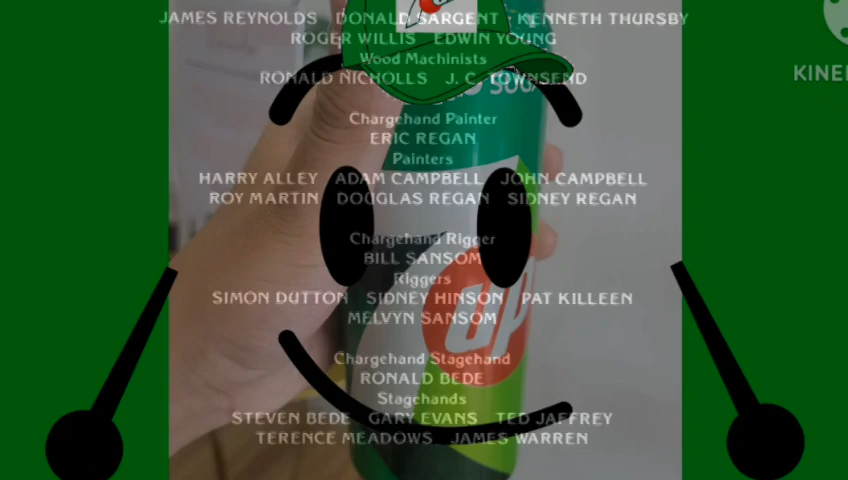 JAMES REYNOLDS DONALD SARGENT KENNETH THURSBY
ROGER WILLIS EDWIN YOUNG
Wood Machinists
RONALD NICHOLLS J. C. TOWNSEND
Chargehand Painter
ERIC REGAN
Painters
HARRY ALLEY ADAM CAMPBELL JOHN CAMPBELL
ROY MARTIN DOUGLAS REGAN SIDNEY REGAN
Chargehand Rigger
BILL SANSOM
Riggers
SIMON DUTTON SIDNEY HINSON PAT KILLEEN
MELVYN SANSOM
Chargehand Stagehand
RONALD BEDE
Stagehands
STEVEN BEDE GARY EVANS TED JAFFREY
TERENCE MEADOWS JAMES WARREN
up